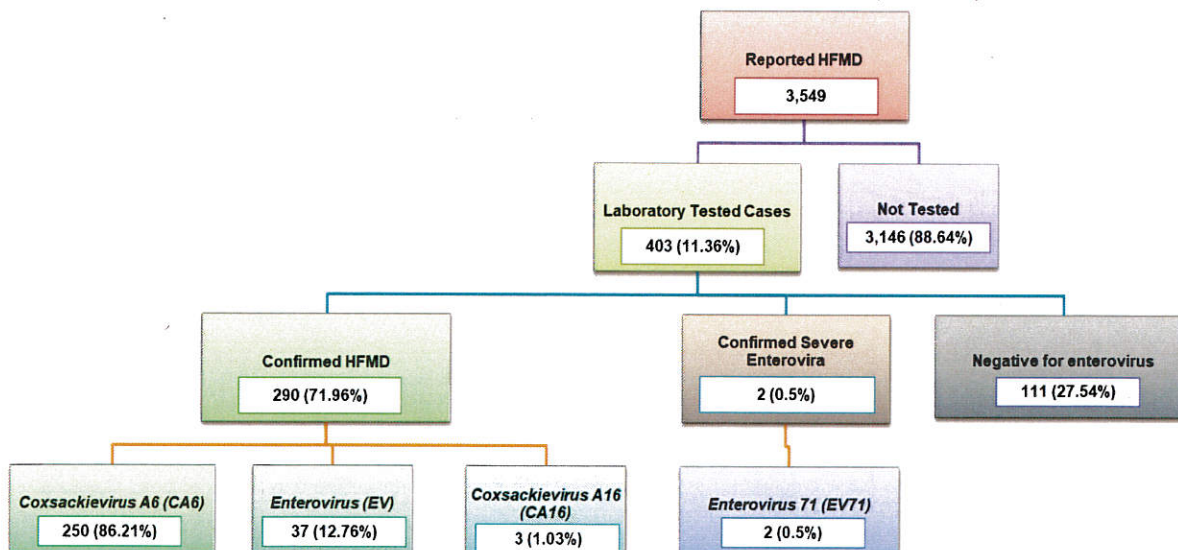 Reported HFMD
3,549
Laboratory Tested Cases
403 (11.36%)
Not Tested
3,146 (88.64%)
Confirmed HFMD
290 (71.96%)
Confirmed Severe
Enterovira
2 (0.5%)
Negative for enterovirus
111 (27.54%)
Coxsackievirus A6 (CA6)
250 (86.21%)
Enterovirus (EV)
37 (12.76%)
Coxsackievirus A16
(CA16)
3 (1.03%)
Enterovirus 71 (EV71)
2 (0.5%)